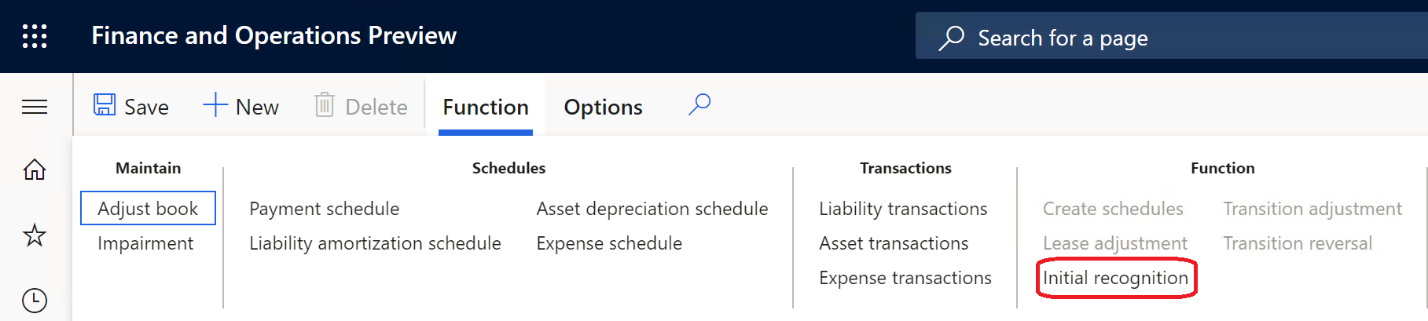 Finance and Operations Preview
Search for a page
Save New Delete Function Options
Maintain Schedules Transactions Function
Adjust book Payment schedule Asset depreciation schedule Liability transactions Create schedules Transition adjustment
Impairment Liability amortization schedule Expense schedule Asset transactions Lease adjustment Transition reversal
Expense transactions Initial recognition